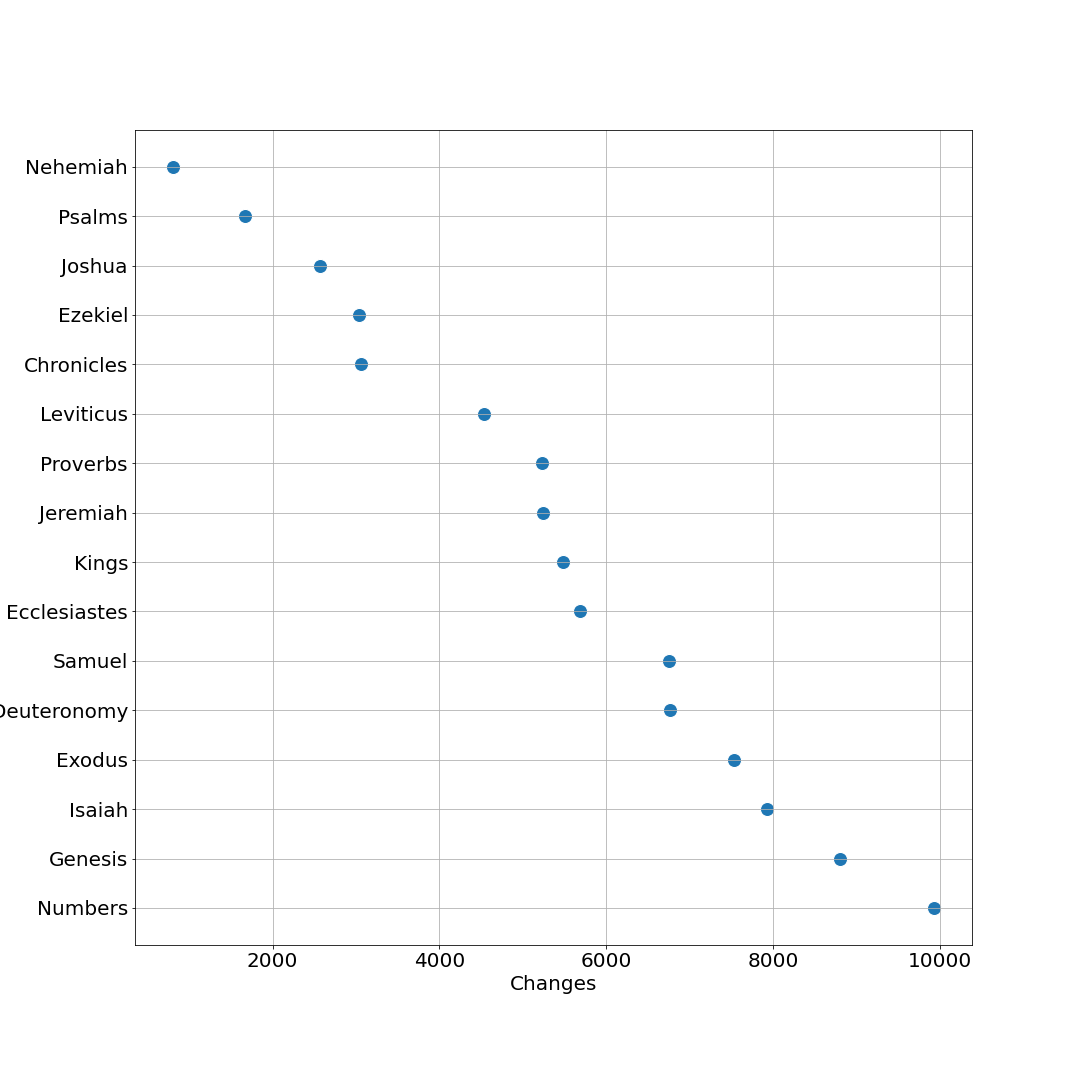 Nehemiah
Psalms
Joshua
Ezekiel
Chronicles
Leviticus
Proverbs
Jeremiah
Kings
Ecclesiastes
Samuel
Deuteronomy
Exodus
Isaiah
Genesis
Numbers
2000 4000 6000 8000 10000
Changes